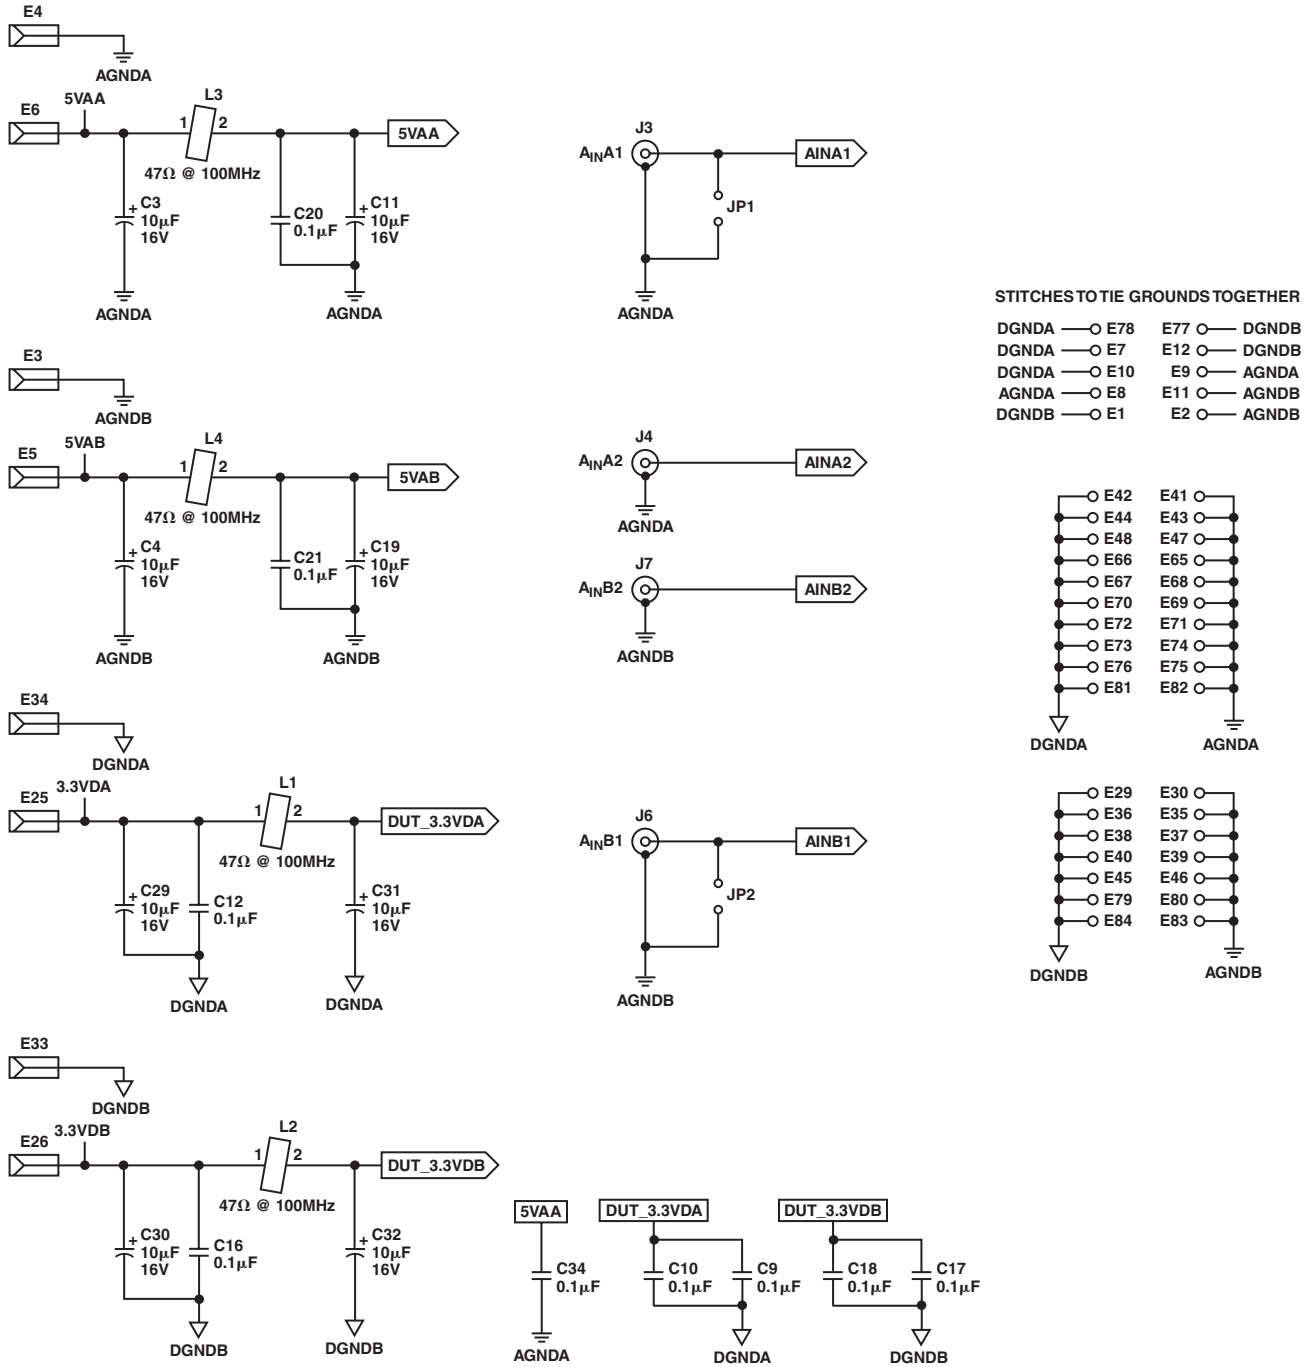 E4
AGNDA
E6
5VAA
L3
1 2
47Ω @ 100MHz
5VAA
+ C3
10µF
16V
C20
0.1µF
+ C11
10µF
16V
AGNDA
AGNDA
E3
AGNDB
E5
5VAB
L4
1 2
47Ω @ 100MHz
5VAB
+ C4
10µF
16V
C21
0.1µF
+ C19
10µF
16V
AGNDB
AGNDB
E34
DGNDA
E25
3.3VDA
L1
1 2
47Ω @ 100MHz
DUT_3.3VDA
+ C29
10µF
16V
C12
0.1µF
+ C31
10µF
16V
DGNDA
DGNDA
E33
DGNDB
E26
3.3VDB
L2
1 2
47Ω @ 100MHz
DUT_3.3VDB
+ C30
10µF
16V
C16
0.1µF
+ C32
10µF
16V
DGNDB
DGNDB
J3
AINA1
AINA1
JP1
AGNDA
J4
AINA2
AINA2
AGNDA
J7
AINB2
AINB2
AGNDB
J6
AINB1
AINB1
JP2
AGNDB
5VAA
C34
0.1µF
AGNDA
DUT_3.3VDA
C10
0.1µF
C9
0.1µF
DGNDA
DUT_3.3VDB
C18
0.1µF
C17
0.1µF
DGNDB
STITCHES TO TIE GROUNDS TOGETHER
DGNDA E78 E77 DGNDB
DGNDA E7 E12 DGNDB
DGNDA E10 E9 AGNDA
AGNDA E8 E11 AGNDB
DGNDB E1 E2 AGNDB
E42 E41
E44 E43
E48 E47
E66 E65
E67 E68
E70 E69
E72 E71
E73 E74
E76 E75
E81 E82
DGNDA AGNDA
E29 E30
E36 E35
E38 E37
E40 E39
E45 E46
E79 E80
E84 E83
DGNDB AGNDB